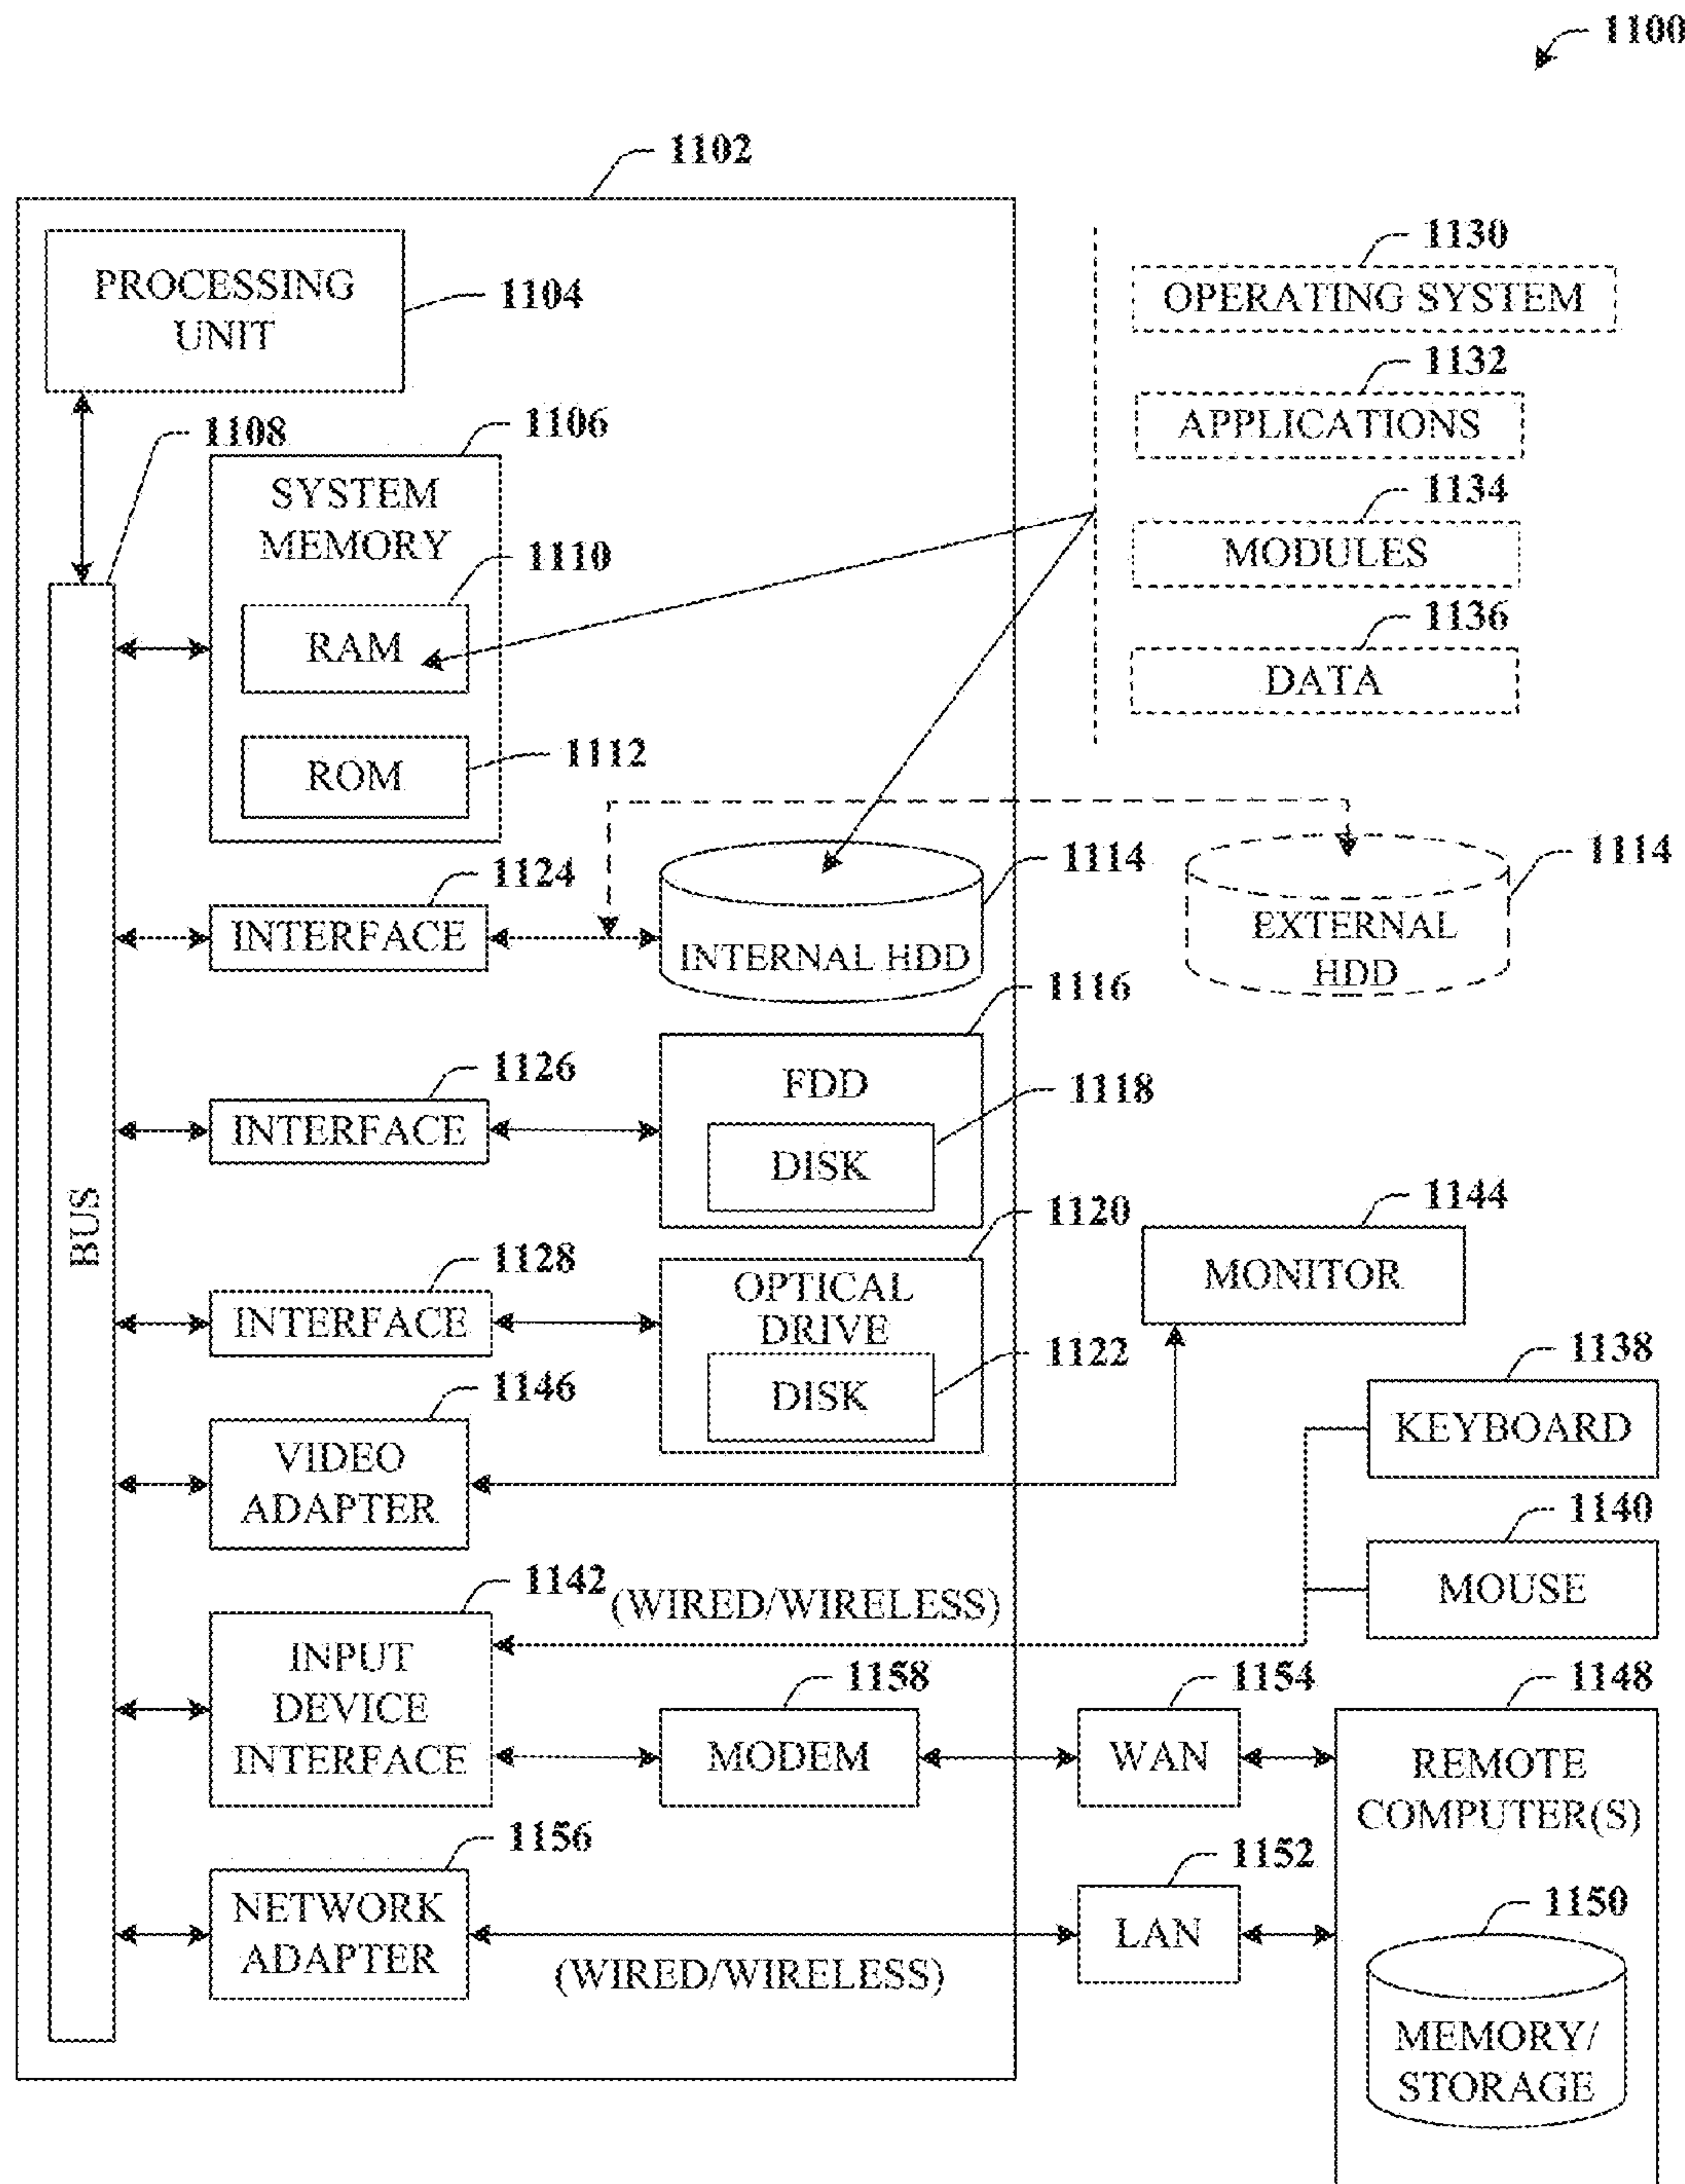 1100
1102
PROCESSING
UNIT
1104
1130
OPERATING SYSTEM
1132
APPLICATIONS
1134
MODULES
1136
DATA
1108
1106
SYSTEM
MEMORY
1110
RAM
1112
ROM
1124
INTERFACE
1114
INTERNAL HDD
1114
EXTERNAL
HDD
1116
FDD
1118
DISK
1126
INTERFACE
BUS
1120
OPTICAL
DRIVE
1122
DISK
1128
INTERFACE
1144
MONITOR
1146
VIDEO
ADAPTER
1138
KEYBOARD
1140
MOUSE
1142
(WIRED/WIRELESS)
INPUT
DEVICE
INTERFACE
1158
MODEM
1154
WAN
1148
REMOTE
COMPUTER(S)
1156
NETWORK
ADAPTER
(WIRED/WIRELESS)
1152
LAN
1150
MEMORY/
STORAGE